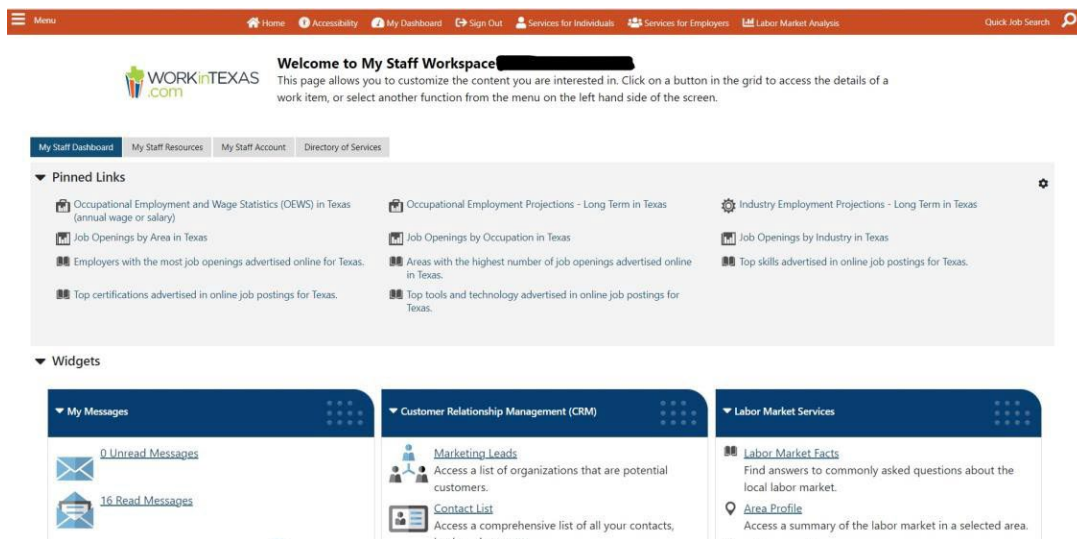 Menu
Home
Accessibility
My Dashboard
Sign Out
Services for Individuals
Services for Employers
Labor Market Analysis
Quick Job Search
WORKinTEXAS
.com
Welcome to My Staff Workspace
This page allows you to customize the content you are interested in. Click on a button in the grid to access the details of a
work item, or select another function from the menu on the left hand side of the screen.
My Staff Dashboard
My Staff Resources
My Staff Account
Directory of Services
Pinned Links
Occupational Employment and Wage Statistics (OEWS) in Texas
(annual wage or salary)
Occupational Employment Projections - Long Term in Texas
Industry Employment Projections - Long Term in Texas
Job Openings by Area in Texas
Job Openings by Occupation in Texas
Job Openings by Industry in Texas
Employers with the most job openings advertised online for Texas.
Areas with the highest number of job openings advertised online
in Texas.
Top skills advertised in online job postings for Texas.
Top certifications advertised in online job postings for Texas.
Top tools and technology advertised in online job postings for
Texas.
Widgets
My Messages
0 Unread Messages
16 Read Messages
Customer Relationship Management (CRM)
Marketing Leads
Access a list of organizations that are potential
customers.
Contact List
Access a comprehensive list of all your contacts,
Labor Market Services
Labor Market Facts
Find answers to commonly asked questions about the
local labor market.
Area Profile
Access a summary of the labor market in a selected area.